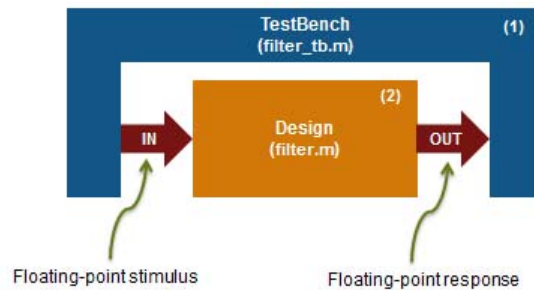 TestBench
(filter_tb.m)
(1)
(2)
Design
(filter.m)
IN
OUT
Floating-point stimulus
Floating-point response